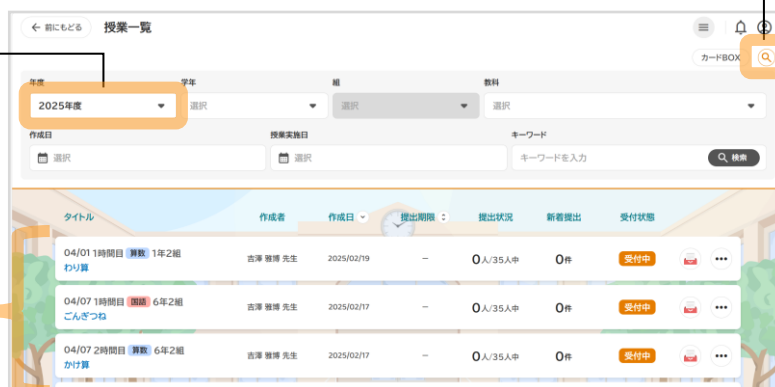 前にもどる 授業一覧
カードBOX
年度 学年 組 教科
2025年度 選択 選択 選択
作成日 授業実施日 キーワード
選択 選択 キーワードを入力 検索
タイトル 作成者 作成日 提出期限 提出状況 新着提出 受付状態
04/01 1時間目 算数 1年2組
わり算
吉澤 雅博 先生 2025/02/19 － 0人/35人中 0件 受付中
04/07 1時間目 国語 6年2組
ごんぎつね
吉澤 雅博 先生 2025/02/17 － 0人/35人中 0件 受付中
04/07 2時間目 算数 6年2組
かけ算
吉澤 雅博 先生 2025/02/17 － 0人/35人中 0件 受付中